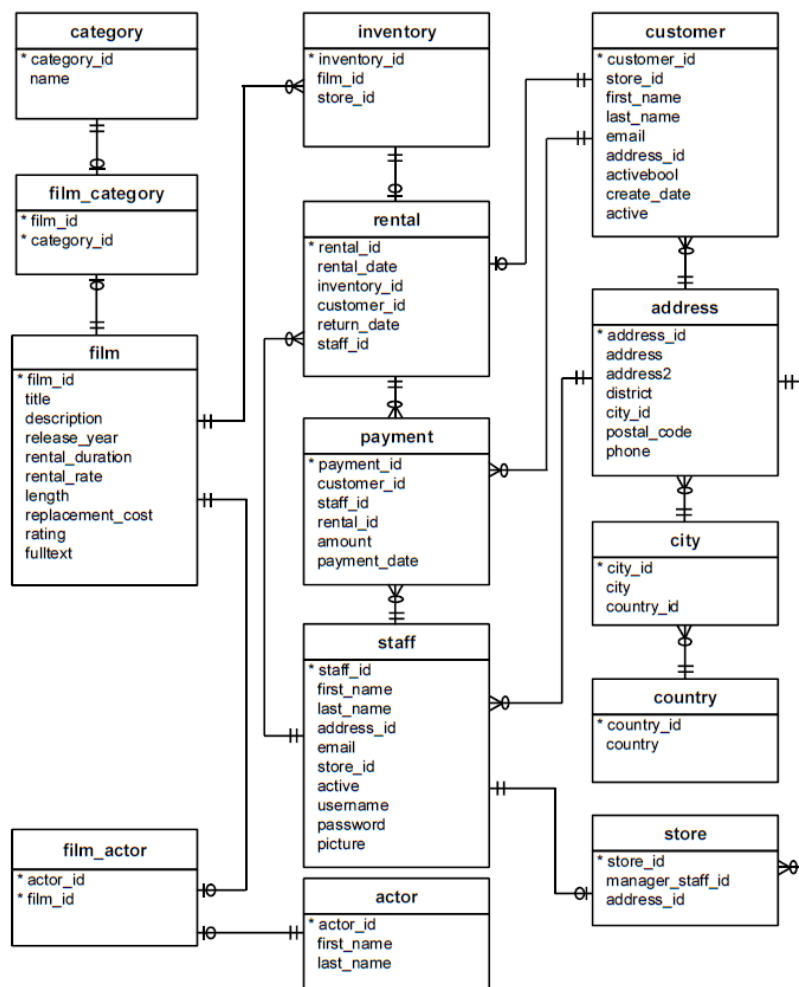 category
* category_id
name
film_category
* film_id
* category_id
film
* film_id
title
description
release_year
rental_duration
rental_rate
length
replacement_cost
rating
fulltext
film_actor
* actor_id
* film_id
inventory
* inventory_id
film_id
store_id
rental
* rental_id
rental_date
inventory_id
customer_id
return_date
staff_id
payment
* payment_id
customer_id
staff_id
rental_id
amount
payment_date
staff
* staff_id
first_name
last_name
address_id
email
store_id
active
username
password
picture
actor
* actor_id
first_name
last_name
customer
* customer_id
store_id
first_name
last_name
email
address_id
activebool
create_date
active
address
* address_id
address
address2
district
city_id
postal_code
phone
city
* city_id
city
country_id
country
* country_id
country
store
* store_id
manager_staff_id
address_id